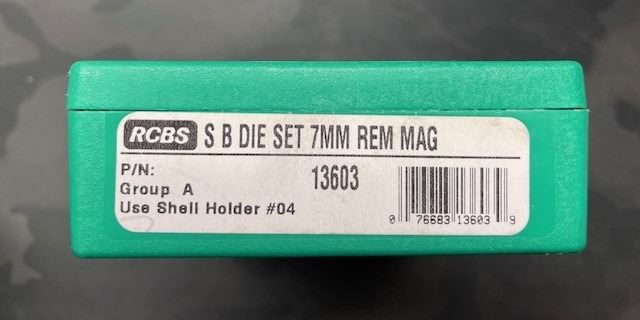 RCBS S B DIE SET 7MM REM MAG
P/N: 13603
Group A
Use Shell Holder #04
0 76683 13603 9